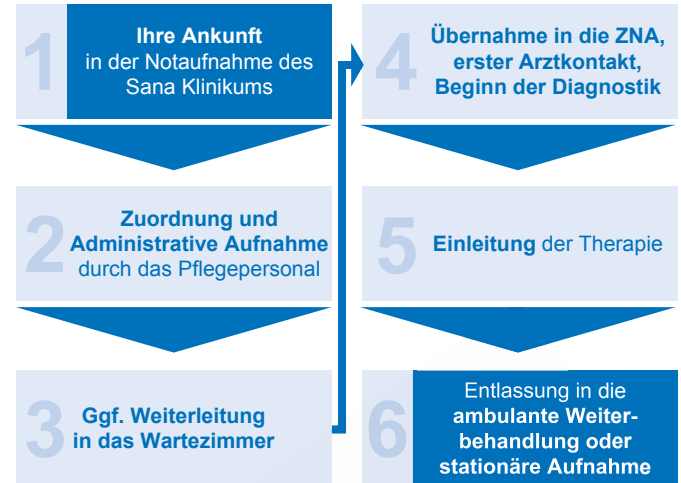 1
Ihre Ankunft
in der Notaufnahme des
Sana Klinikums
2
Zuordnung und
Administrative Aufnahme
durch das Pflegepersonal
3
Ggf. Weiterleitung
in das Wartezimmer
4
Übernahme in die ZNA,
erster Arztkontakt,
Beginn der Diagnostik
5
Einleitung der Therapie
6
Entlassung in die
ambulante Weiter-
behandlung oder
stationäre Aufnahme